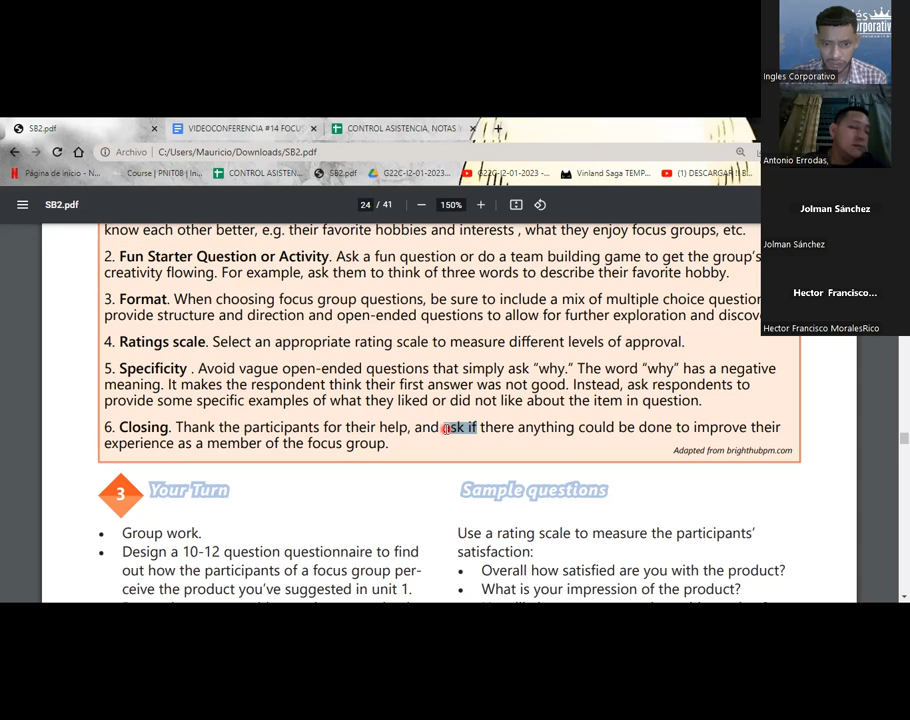 és
orporativo
Ingles Corporativo
SB2.pdf
VIDEOCONFERENCIA #14 FOCUS
CONTROL ASISTENCIA, NOTAS
Antonio Errodas,
Archivo
C:/Users/Mauricio/Downloads/SB2.pdf
Página de inicio - N...
Course | PNIT08 | In...
CONTROL ASISTEN...
SB2.pdf
G22C-I2-01-2023...
G22C-I2-01-2023 -...
Vinland Saga TEMP...
(1) DESCARGAR
SB2.pdf
24 / 41
150%
Jolman Sánchez
Jolman Sánchez
know each other better, e.g. their favorite hobbies and interests , what they enjoy focus groups, etc.
2. Fun Starter Question or Activity. Ask a fun question or do a team building game to get the group's
creativity flowing. For example, ask them to think of three words to describe their favorite hobby.
3. Format. When choosing focus group questions, be sure to include a mix of multiple choice question
provide structure and direction and open-ended questions to allow for further exploration and discov
Hector Francisco...
Hector Francisco MoralesRico
4. Ratings scale. Select an appropriate rating scale to measure different levels of approval.
5. Specificity . Avoid vague open-ended questions that simply ask “why.” The word “why” has a negative
meaning. It makes the respondent think their first answer was not good. Instead, ask respondents to
provide some specific examples of what they liked or did not like about the item in question.
6. Closing. Thank the participants for their help, and ask if there anything could be done to improve their
experience as a member of the focus group.
Adapted from brighthubpm.com
3
Your Turn
Sample questions
• Group work.
• Design a 10-12 question questionnaire to find
out how the participants of a focus group per-
ceive the product you've suggested in unit 1.
Use a rating scale to measure the participants'
satisfaction:
• Overall how satisfied are you with the product?
• What is your impression of the product?